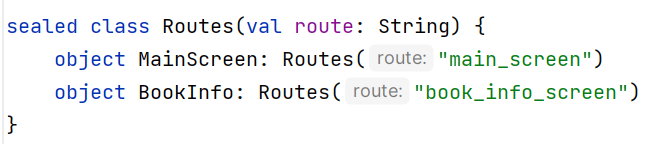 sealed class Routes(val route: String) {
    object MainScreen: Routes( route: "main_screen")
    object BookInfo: Routes( route: "book_info_screen")
}